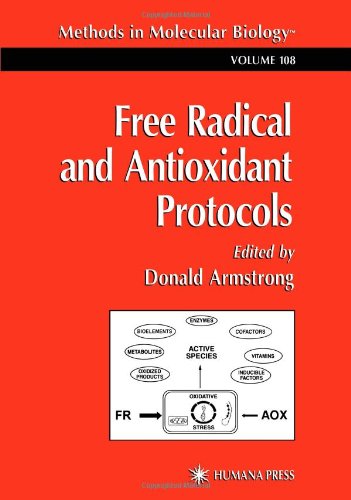 Methods in Molecular Biology™
VOLUME 108
Free Radical
and Antioxidant
Protocols
Edited by
Donald Armstrong
ENZYMES
BIOELEMENTS
COFACTORS
METABOLITES
ACTIVE
SPECIES
VITAMINS
OXIDIZED
PRODUCTS
INDUCIBLE
FACTORS
FR
OXIDATIVE
STRESS
AOX
HUMANA PRESS